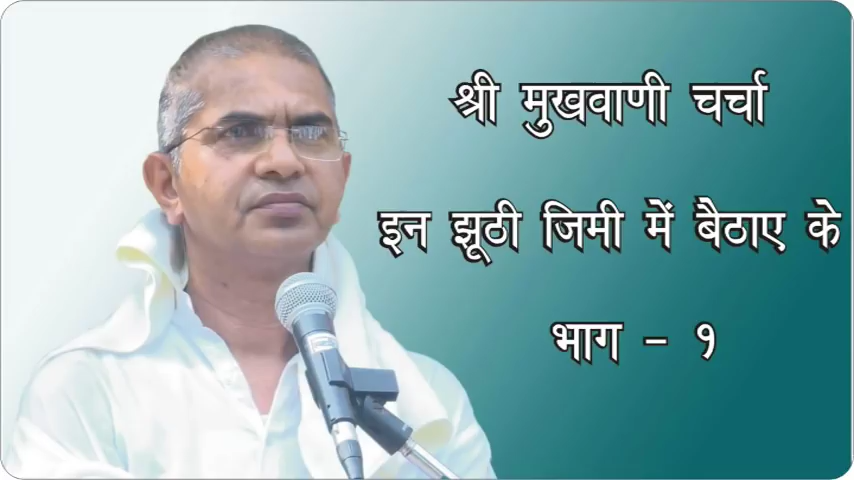 श्री मुखवाणी चर्चा
इन झूठी जिमी में बैठाए के
भाग - १